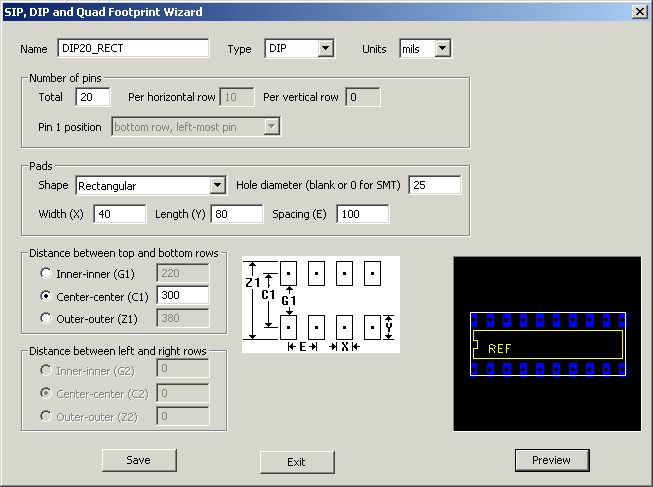 SIP, DIP and Quad Footprint Wizard
Name DIP20_RECT Type DIP Units mils
Number of pins
Total 20 Per horizontal row 10 Per vertical row 0
Pin 1 position bottom row, left-most pin
Pads
Shape Rectangular Hole diameter (blank or 0 for SMT) 25
Width (X) 40 Length (Y) 80 Spacing (E) 100
Distance between top and bottom rows
Inner-inner (G1) 220
Center-center (C1) 300
Outer-outer (Z1) 380
Z1 C1 G1 Y
E X
REF
Distance between left and right rows
Inner-inner (G2) 0
Center-center (C2) 0
Outer-outer (Z2) 0
Save Exit Preview